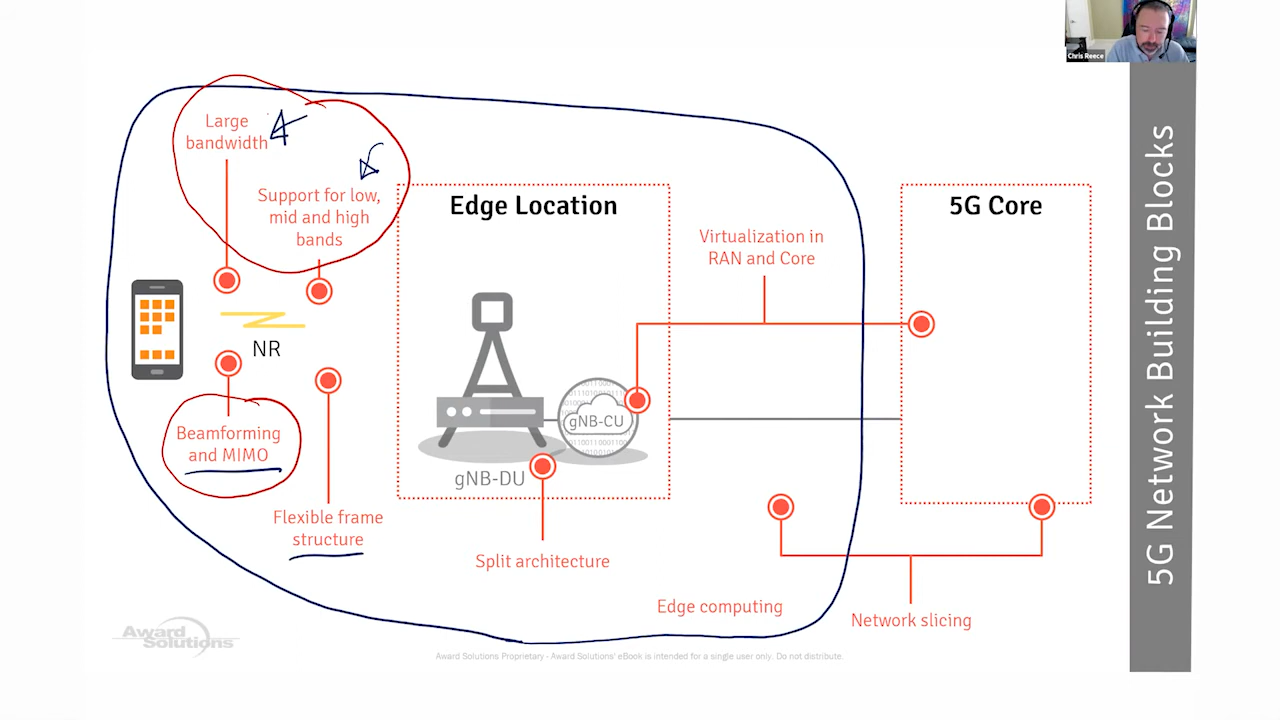 Chris Reece
5G Network Building Blocks
Large
bandwidth
Support for low,
mid and high
bands
Edge Location
5G Core
Virtualization in
RAN and Core
NR
gNB-CU
gNB-DU
Beamforming
and MIMO
Flexible frame
structure
Split architecture
Edge computing
Network slicing
Award
Solutions
Award Solutions Proprietary - Award Solutions' eBook is intended for a single user only. Do not distribute.